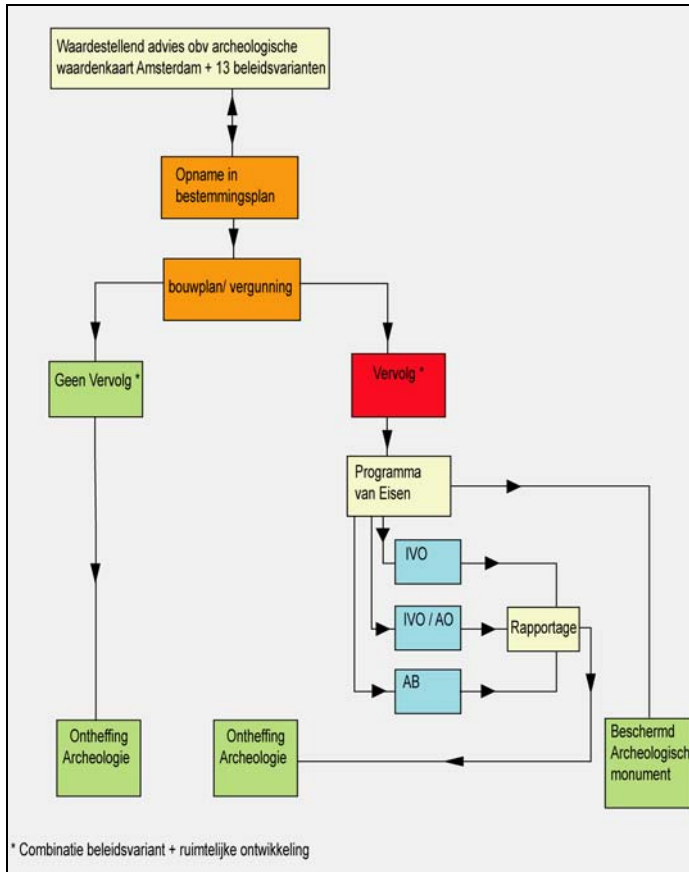 Waardestellend advies obv archeologische
waardenkaart Amsterdam + 13 beleidsvarianten
Opname in
bestemmingsplan
bouwplan/ vergunning
Geen Vervolg *
Vervolg *
Programma
van Eisen
IVO
IVO / AO
Rapportage
AB
Ontheffing
Archeologie
Ontheffing
Archeologie
Beschermd
Archeologisch
monument
* Combinatie beleidsvariant + ruimtelijke ontwikkeling